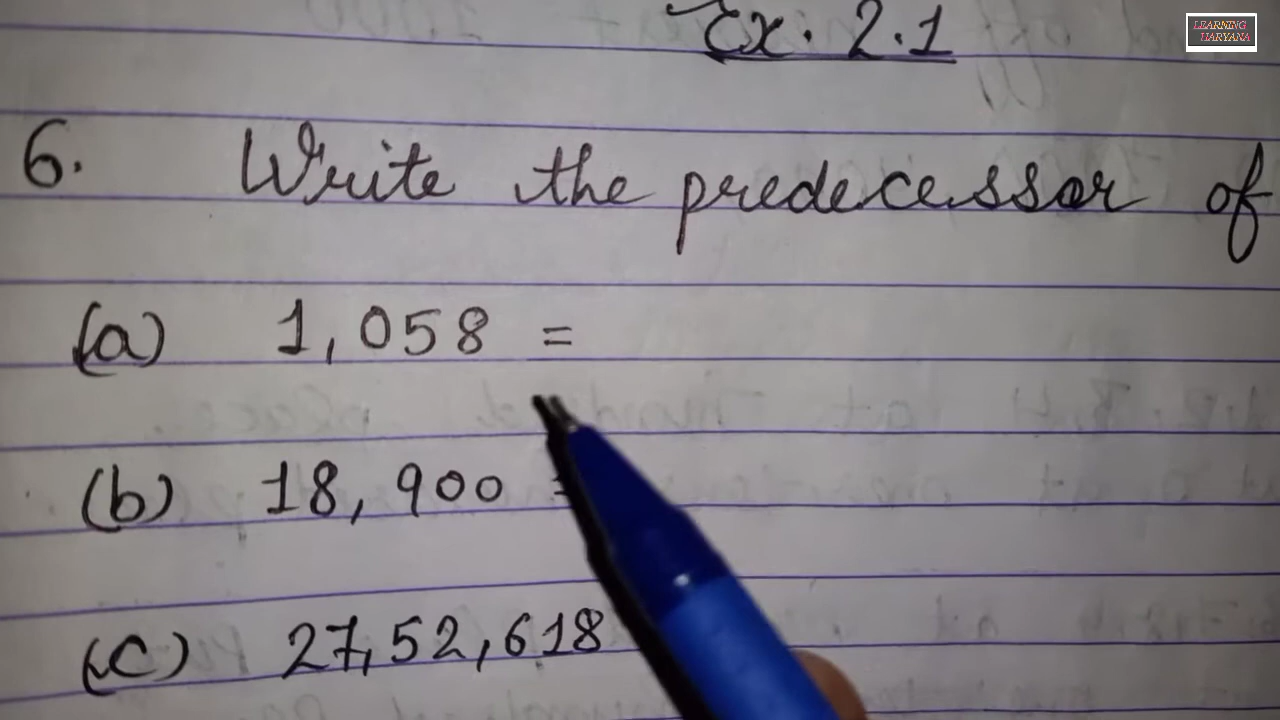 Ex. 2.1
LEARNING
HARYANA
6. Write the predecessor of
(a) 1,058 =
(b) 18,900 =
(c) 27,52,618